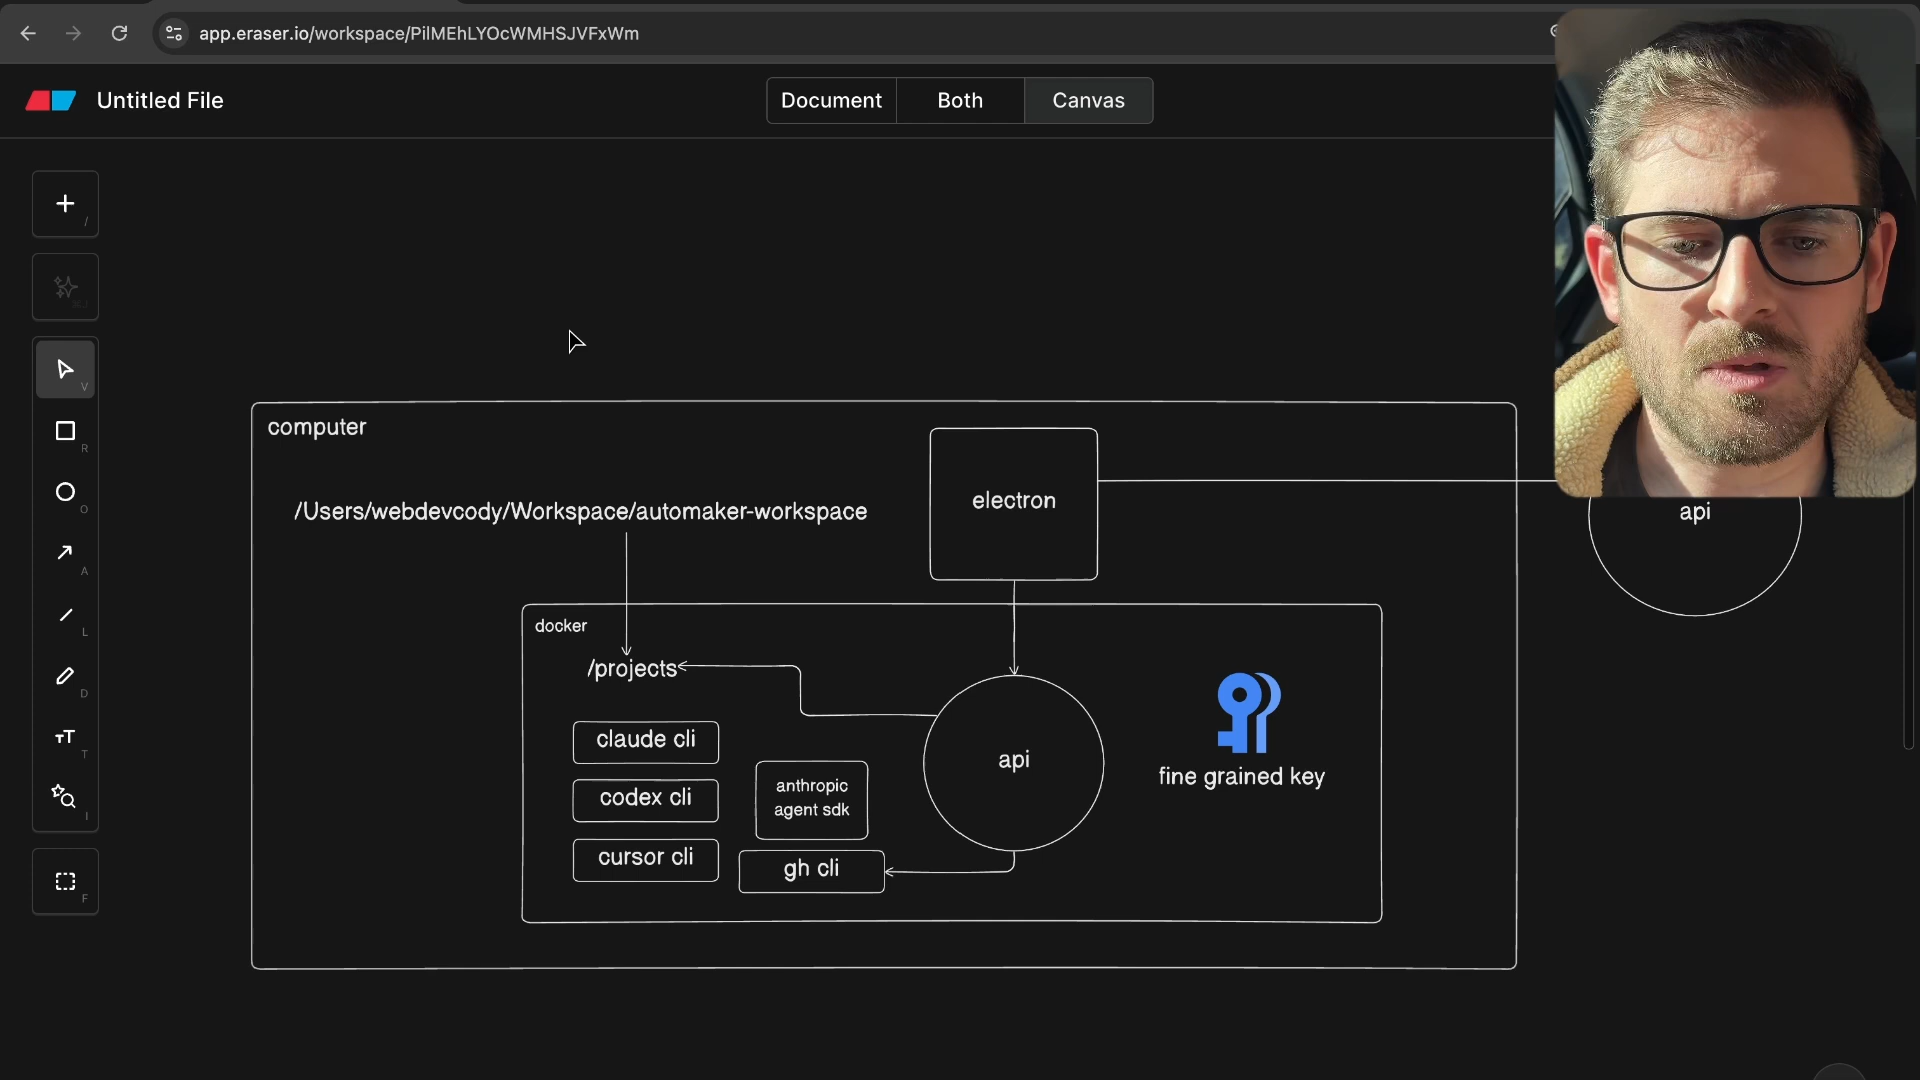 app.eraser.io/workspace/PilMEhLYOcWMHSJVFxWm
Untitled File
Document
Both
Canvas
/
V
R
O
A
L
D
T
I
F
computer
/Users/webdevcody/Workspace/automaker-workspace
electron
api
docker
/projects
claude cli
codex cli
cursor cli
anthropic
agent sdk
gh cli
api
fine grained key